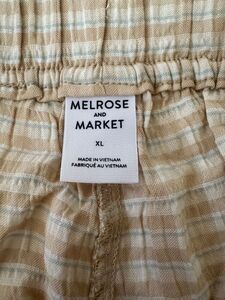 MELROSE
AND
MARKET
XL
MADE IN VIETNAM
FABRIQUÉ AU VIETNAM